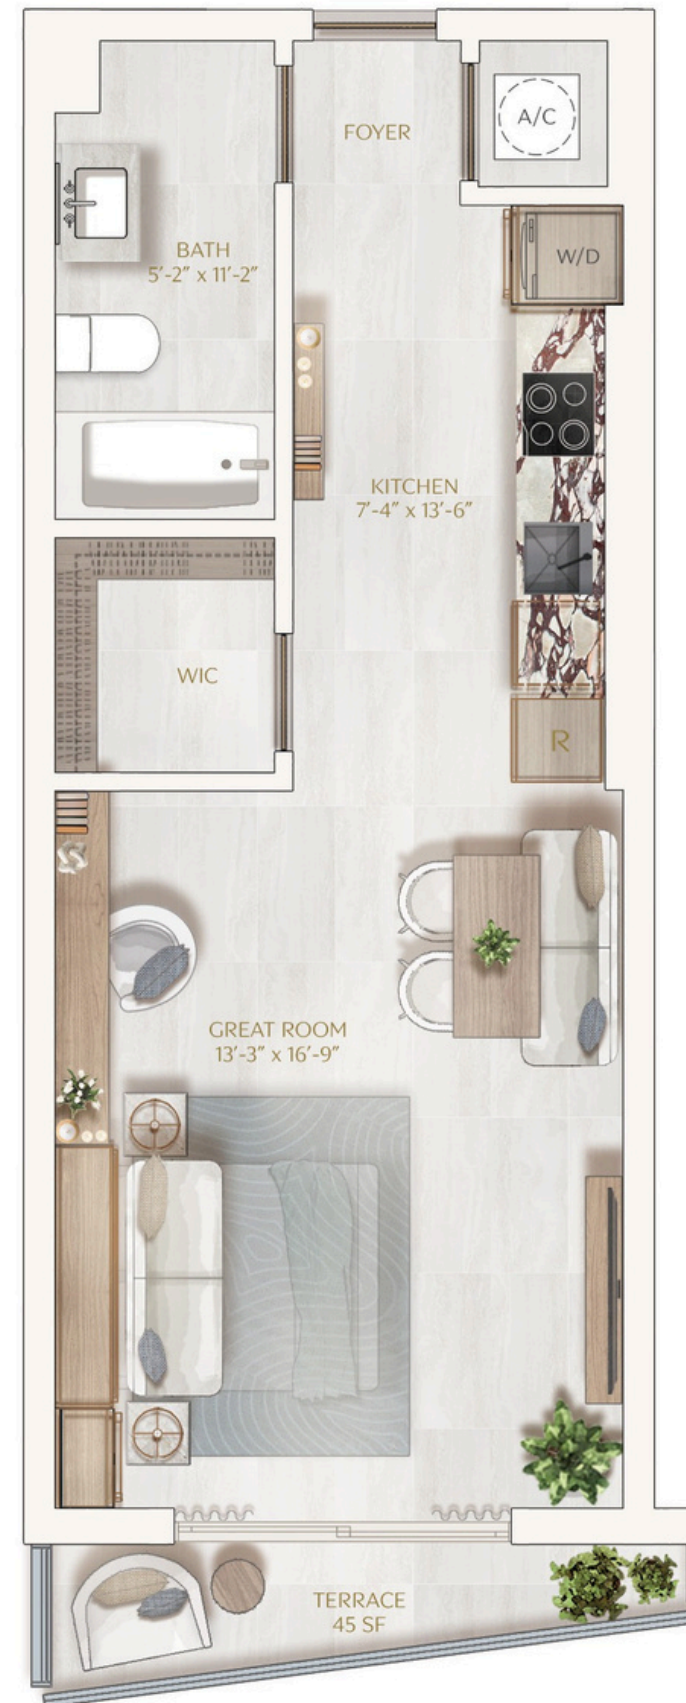 A/C
FOYER
BATH
5'-2" x 11'-2"
W/D
KITCHEN
7'-4" x 13'-6"
WIC
R
GREAT ROOM
13'-3" x 16'-9"
TERRACE
45 SF